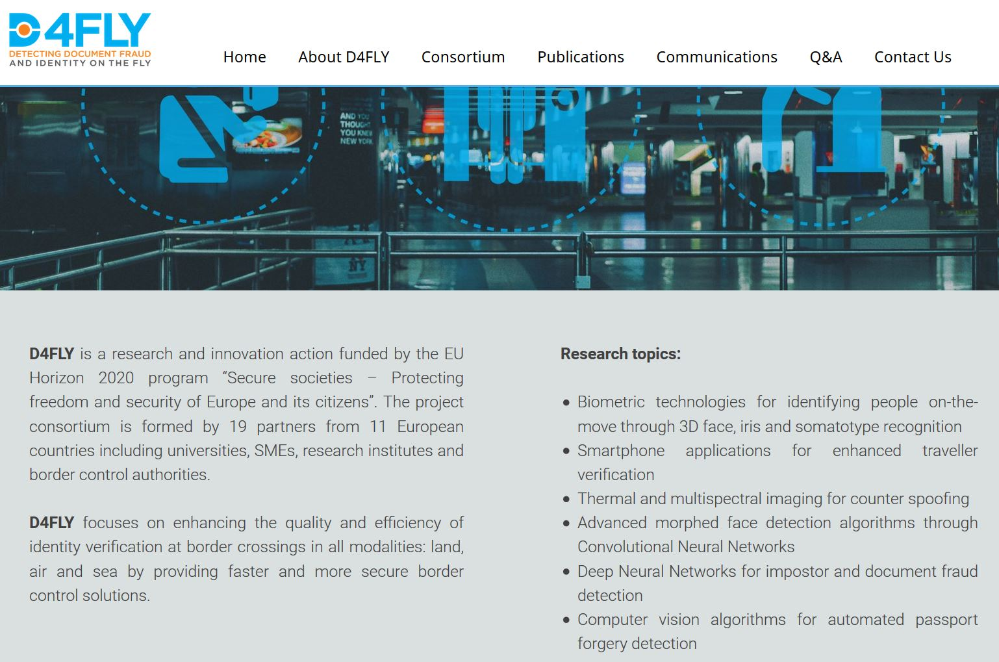 D4FLY
DETECTING DOCUMENT FRAUD
AND IDENTITY ON THE FLY
Home About D4FLY Consortium Publications Communications Q&A Contact Us
AND YOU
THOUGHT
YOU KNEW
NEW YORK
NY
D4FLY is a research and innovation action funded by the EU
Horizon 2020 program “Secure societies – Protecting
freedom and security of Europe and its citizens”. The project
consortium is formed by 19 partners from 11 European
countries including universities, SMEs, research institutes and
border control authorities.
D4FLY focuses on enhancing the quality and efficiency of
identity verification at border crossings in all modalities: land,
air and sea by providing faster and more secure border
control solutions.
Research topics:
• Biometric technologies for identifying people on-the-
move through 3D face, iris and somatotype recognition
• Smartphone applications for enhanced traveller
verification
• Thermal and multispectral imaging for counter spoofing
• Advanced morphed face detection algorithms through
Convolutional Neural Networks
• Deep Neural Networks for impostor and document fraud
detection
• Computer vision algorithms for automated passport
forgery detection